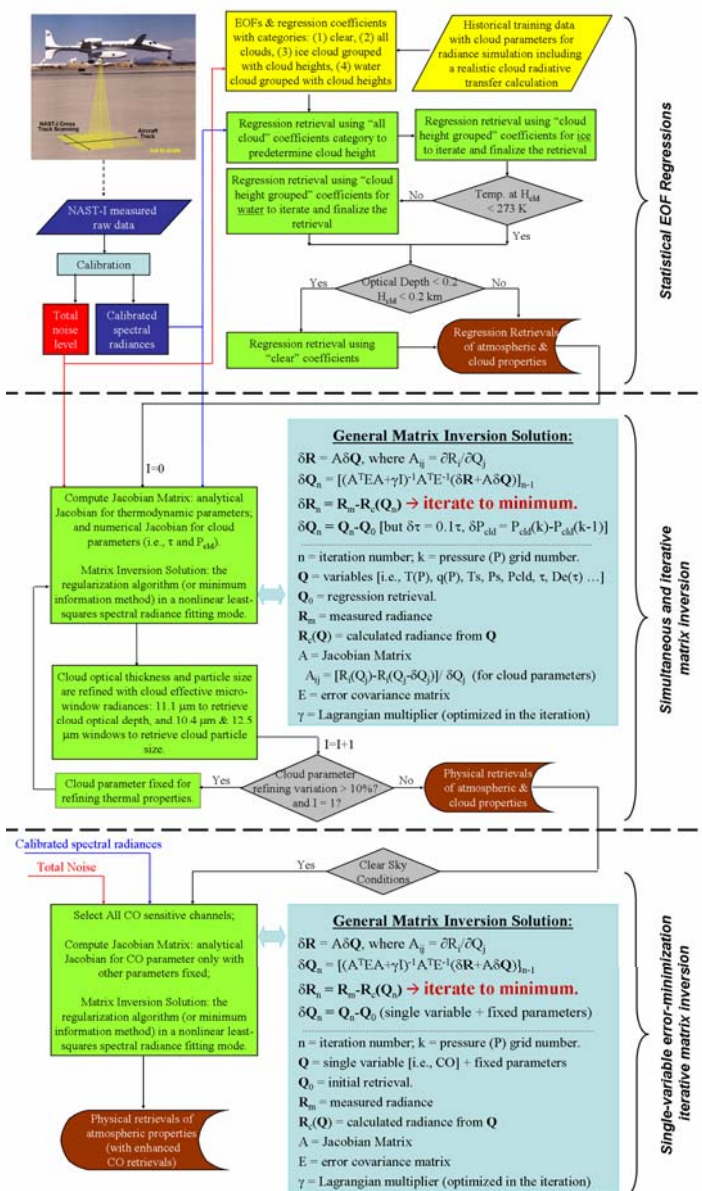 EOFs & regression coefficients
with categories: (1) clear, (2) all
clouds, (3) ice cloud grouped
with cloud heights, (4) water
cloud grouped with cloud heights
Historical training data
with cloud parameters for
radiance simulation including
a realistic cloud radiative
transfer calculation
NAST-I Cross
Track Scanning
Aircraft
Track
Regression retrieval using "all
cloud" coefficients category to
predetermine cloud height
Regression retrieval using "cloud
height grouped" coefficients for ice
to iterate and finalize the retrieval
Regression retrieval using "cloud
height grouped" coefficients for
water to iterate and finalize the
retrieval
No
Temp. at Hcld
< 273 K
Yes
NAST-I measured
raw data
Calibration
Total
noise
level
Calibrated
spectral
radiances
Yes
Optical Depth < 0.2
Hcld < 0.2 km
No
Regression retrieval using
"clear" coefficients
Regression Retrievals
of atmospheric &
cloud properties
Statistical EOF Regressions
I=0
Compute Jacobian Matrix: analytical
Jacobian for thermodynamic parameters;
and numerical Jacobian for cloud
parameters (i.e., τ and Pcld).
Matrix Inversion Solution: the
regularization algorithm (or minimum
information method) in a nonlinear least-
squares spectral radiance fitting mode.
General Matrix Inversion Solution:
δR = AδQ, where Aij = ∂Ri/∂Qj
δQn = [(AᵀEA+γI)⁻¹AᵀE⁻¹(δR+AδQ)]n-1
δRn = Rm-Rc(Qn) → iterate to minimum.
δQn = Qn-Q0 [but δτ = 0.1τ, δPcld = Pcld(k)-Pcld(k-1)]
n = iteration number; k = pressure (P) grid number.
Q = variables [i.e., T(P), q(P), Ts, Ps, Pcld, τ, De(τ) ...]
Q0 = regression retrieval.
Rm = measured radiance
Rc(Q) = calculated radiance from Q
A = Jacobian Matrix
Aij = [Ri(Qj)-Ri(Qj-δQj)]/ δQj (for cloud parameters)
E = error covariance matrix
γ = Lagrangian multiplier (optimized in the iteration)
Cloud optical thickness and particle size
are refined with cloud effective micro-
window radiances: 11.1 μm to retrieve
cloud optical depth, and 10.4 μm & 12.5
μm windows to retrieve cloud particle
size.
I=I+1
Cloud parameter fixed for
refining thermal properties.
Yes
Cloud parameter
refining variation > 10%?
and I = 1?
No
Physical retrievals
of atmospheric &
cloud properties
Simultaneous and iterative
matrix inversion
Calibrated spectral radiances
Total Noise
Yes
Clear Sky
Conditions
Select All CO sensitive channels;
Compute Jacobian Matrix: analytical
Jacobian for CO parameter only with
other parameters fixed;
Matrix Inversion Solution: the
regularization algorithm (or minimum
information method) in a nonlinear least-
squares spectral radiance fitting mode.
General Matrix Inversion Solution:
δR = AδQ, where Aij = ∂Ri/∂Qj
δQn = [(AᵀEA+γI)⁻¹AᵀE⁻¹(δR+AδQ)]n-1
δRn = Rm-Rc(Qn) → iterate to minimum.
δQn = Qn-Q0 (single variable + fixed parameters)
n = iteration number; k = pressure (P) grid number.
Q = single variable [i.e., CO] + fixed parameters
Q0 = initial retrieval.
Rm = measured radiance
Rc(Q) = calculated radiance from Q
A = Jacobian Matrix
E = error covariance matrix
γ = Lagrangian multiplier (optimized in the iteration)
Physical retrievals of
atmospheric properties
(with enhanced
CO retrievals)
Single-variable error-minimization
iterative matrix inversion